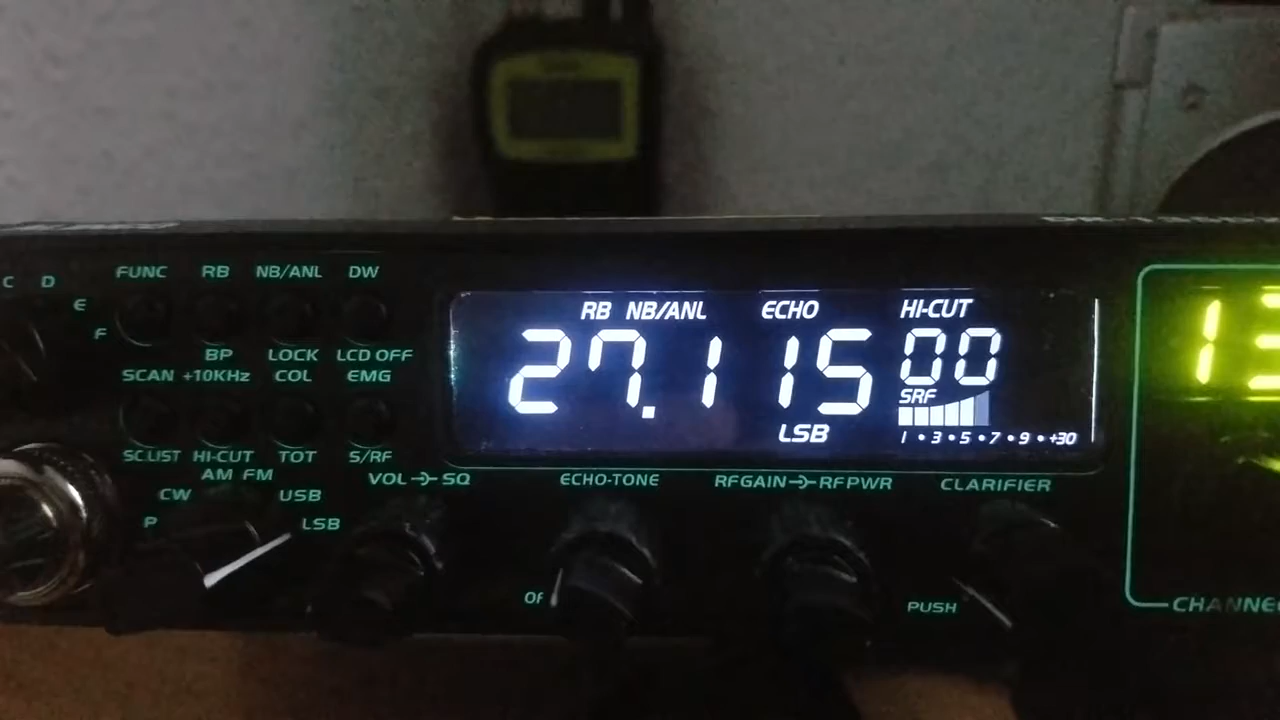 C D E F
FUNC RB NB/ANL DW
BP LOCK LCD OFF
SCAN +10KHz COL EMG
SC.LIST HI-CUT TOT S/RF
AM FM
CW USB
P LSB
RB NB/ANL ECHO HI-CUT
27.115 00
SRF
LSB 1 • 3 • 5 • 7 • 9 • +30
VOL SQ ECHO-TONE RFGAIN RFPWR CLARIFIER
OF
PUSH
CHANNE